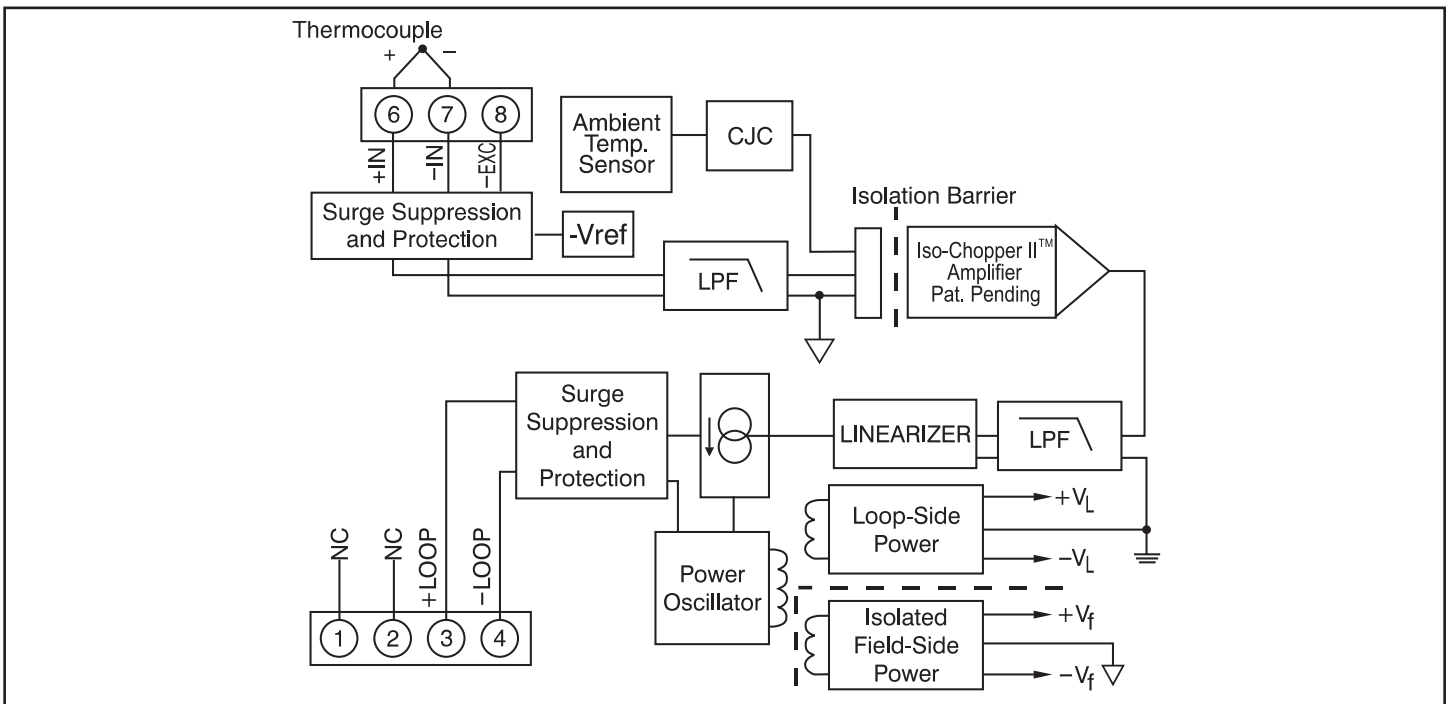 Thermocouple
+ −
6 7 8
+IN
−IN
−EXC
Surge Suppression
and Protection
-Vref
Ambient
Temp.
Sensor
CJC
LPF
Isolation Barrier
Iso-Chopper II™
Amplifier
Pat. Pending
Surge
Suppression
and
Protection
LINEARIZER
LPF
Loop-Side
Power
+VL
−VL
Power
Oscillator
Isolated
Field-Side
Power
+Vf
−Vf
NC
NC
+LOOP
-LOOP
1 2 3 4